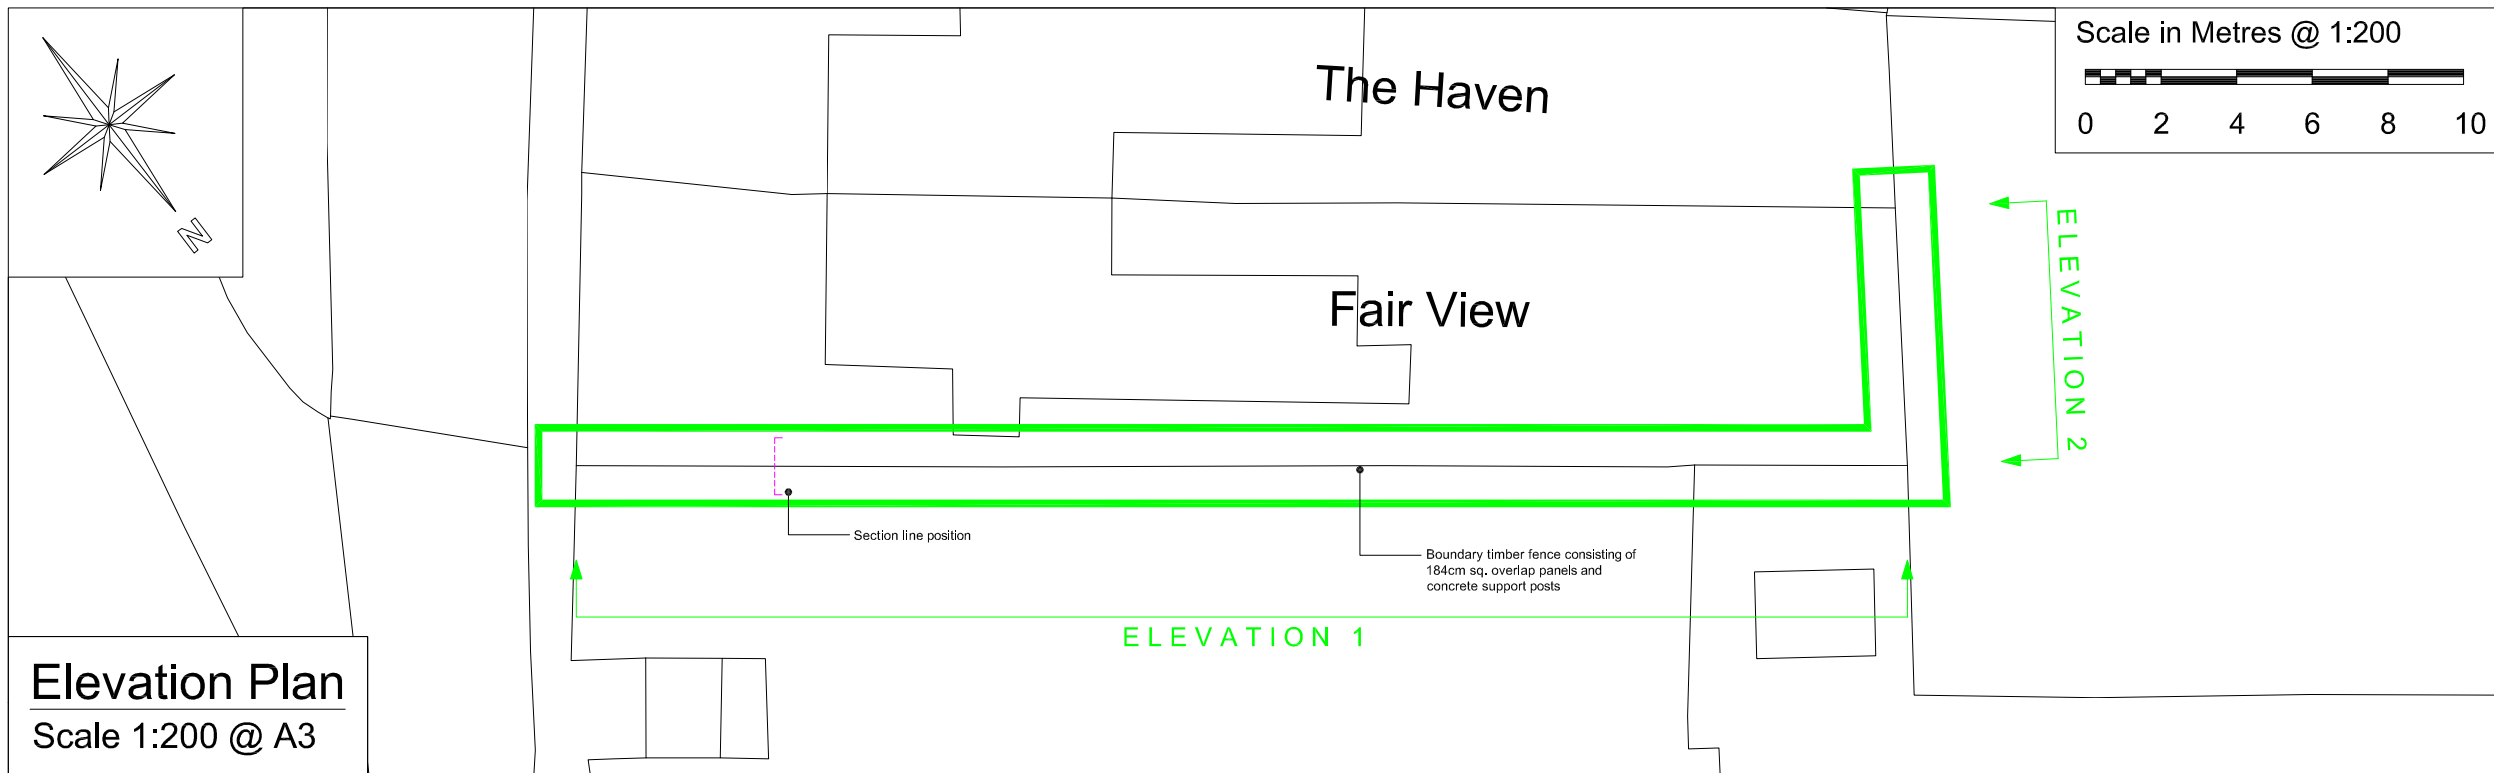 Scale in Metres @ 1:200
0 2 4 6 8 10
The Haven
N
Fair View
ELEVATION 2
Section line position
Boundary timber fence consisting of
184cm sq. overlap panels and
concrete support posts
ELEVATION 1
Elevation Plan
Scale 1:200 @ A3